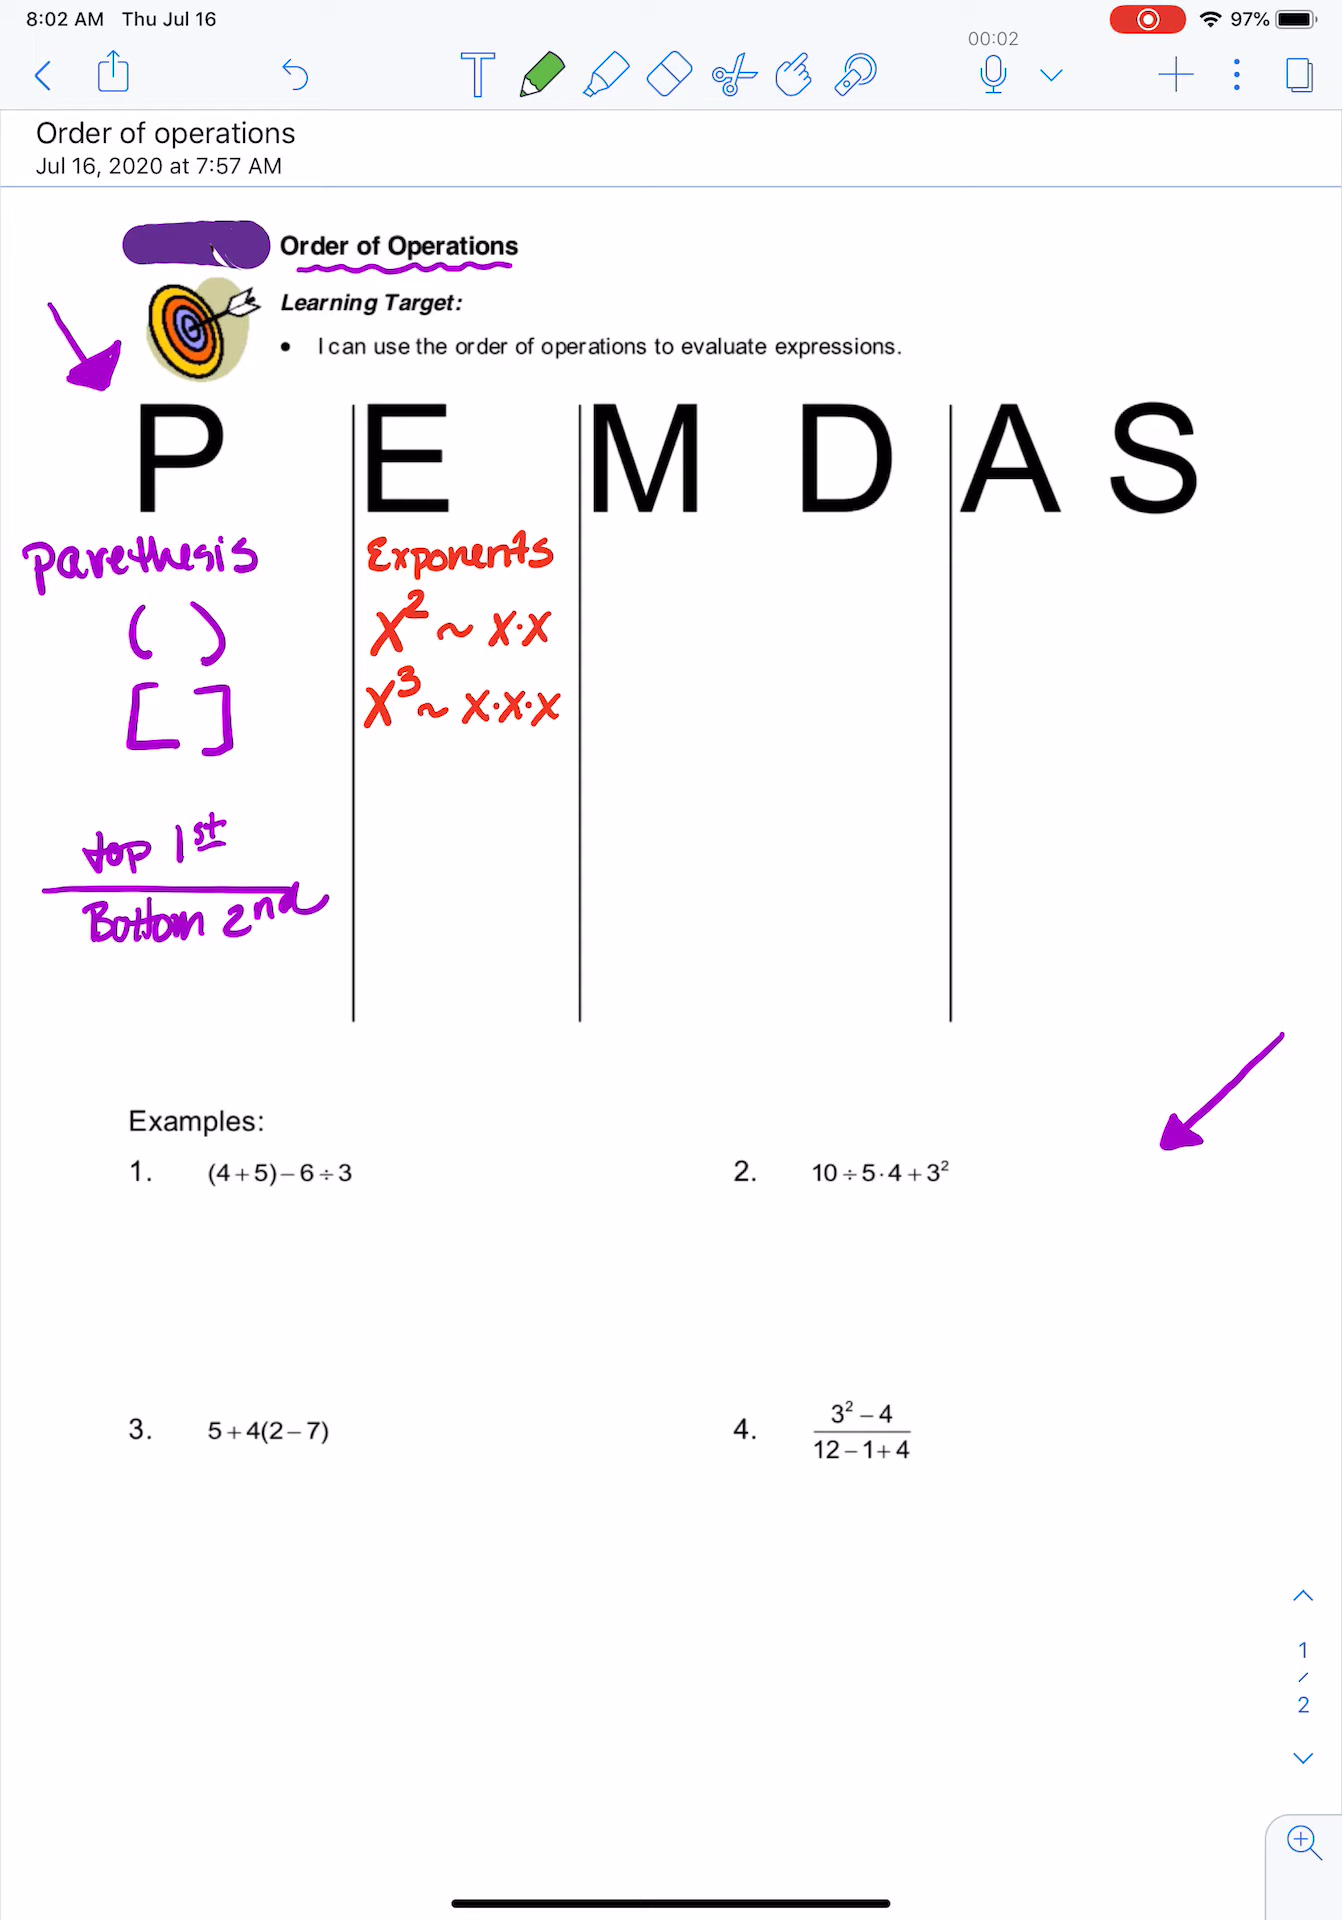 8:02 AM Thu Jul 16 97%
00:02
T
Order of operations
Jul 16, 2020 at 7:57 AM
Order of Operations
Learning Target:
• I can use the order of operations to evaluate expressions.
P E M D A S
parethesis Exponents
( ) x² ~ x·x
[ ] x³ ~ x·x·x
top 1st
Bottom 2nd
Examples:
1. (4+5)−6÷3 2. 10÷5·4+3²
3. 5+4(2−7) 4. 3²−4
12−1+4
1
/
2